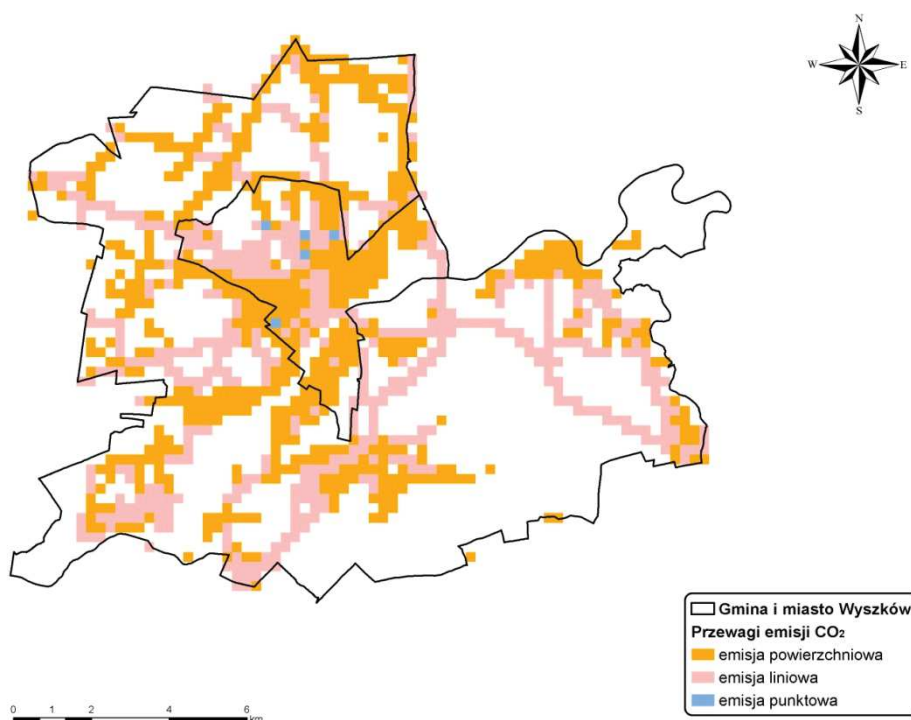 N
W E
S
Gmina i miasto Wyszków
Przewagi emisji CO₂
emisja powierzchniowa
emisja liniowa
emisja punktowa
0 1 2 4 6
km